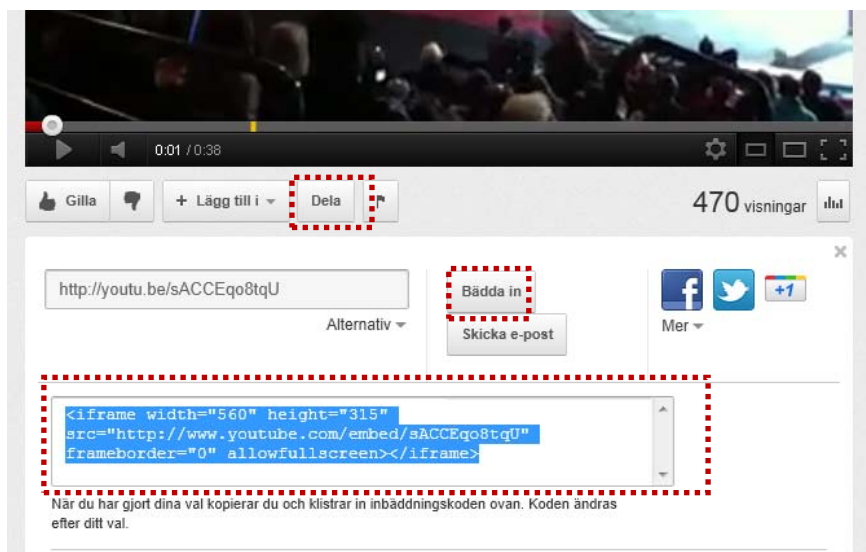 0:01 / 0:38
Gilla
+ Lägg till i
Dela
470 visningar
http://youtu.be/sACCEqo8tqU
Bädda in
f
+1
Alternativ
Skicka e-post
Mer
<iframe width="560" height="315"
src="http://www.youtube.com/embed/sACCEqo8tqU"
frameborder="0" allowfullscreen></iframe>
När du har gjort dina val kopierar du och klistrar in inbäddningskoden ovan. Koden ändras
efter ditt val.